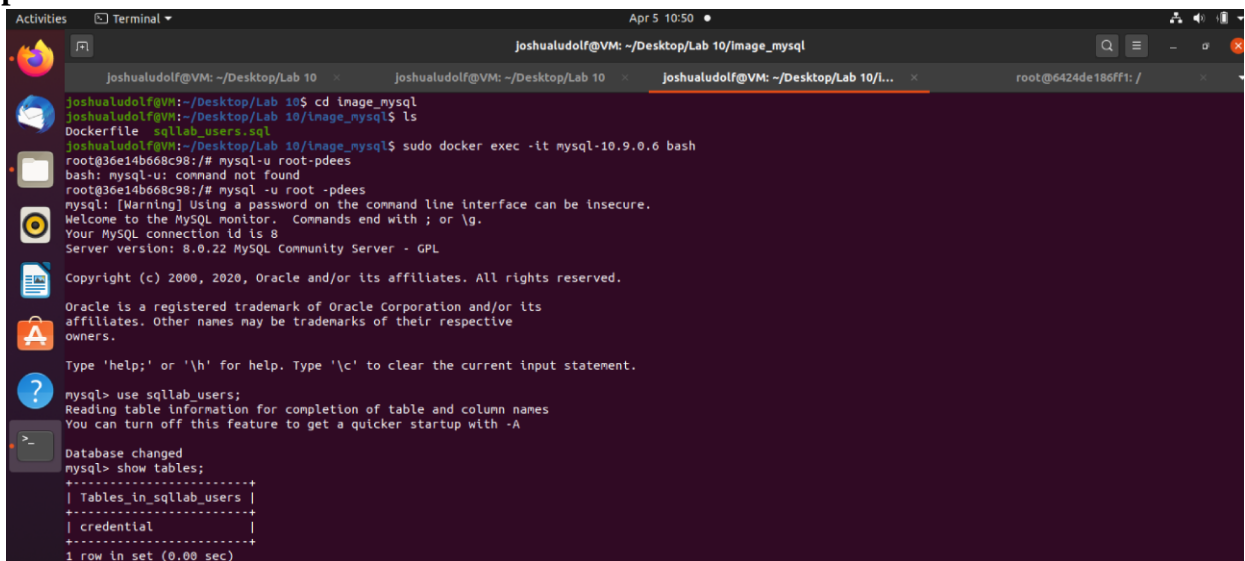 Activities Terminal Apr 5 10:50
joshualudolf@VM: ~/Desktop/Lab 10/image_mysql
joshualudolf@VM: ~/Desktop/Lab 10 × joshualudolf@VM: ~/Desktop/Lab 10 × joshualudolf@VM: ~/Desktop/Lab 10/i... × root@6424de186ff1: / ×
joshualudolf@VM:~/Desktop/Lab 10$ cd image_mysql
joshualudolf@VM:~/Desktop/Lab 10/image_mysql$ ls
Dockerfile sqllab_users.sql
joshualudolf@VM:~/Desktop/Lab 10/image_mysql$ sudo docker exec -it mysql-10.9.0.6 bash
root@36e14b668c98:/# mysql-u root-pdees
bash: mysql-u: command not found
root@36e14b668c98:/# mysql -u root -pdees
mysql: [Warning] Using a password on the command line interface can be insecure.
Welcome to the MySQL monitor. Commands end with ; or \g.
Your MySQL connection id is 8
Server version: 8.0.22 MySQL Community Server - GPL
Copyright (c) 2000, 2020, Oracle and/or its affiliates. All rights reserved.
Oracle is a registered trademark of Oracle Corporation and/or its
affiliates. Other names may be trademarks of their respective
owners.
Type 'help;' or '\h' for help. Type '\c' to clear the current input statement.
mysql> use sqllab_users;
Reading table information for completion of table and column names
You can turn off this feature to get a quicker startup with -A
Database changed
mysql> show tables;
+------------------------+
| Tables_in_sqllab_users |
+------------------------+
| credential |
+------------------------+
1 row in set (0.00 sec)